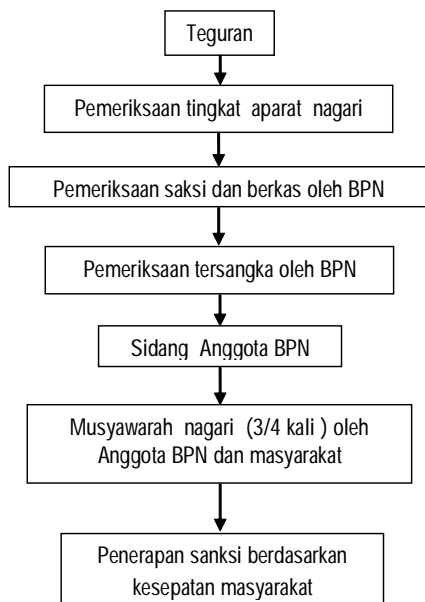 Teguran
Pemeriksaan tingkat aparat nagari
Pemeriksaan saksi dan berkas oleh BPN
Pemeriksaan tersangka oleh BPN
Sidang Anggota BPN
Musyawarah nagari (3/4 kali ) oleh
Anggota BPN dan masyarakat
Penerapan sanksi berdasarkan
kesepatan masyarakat